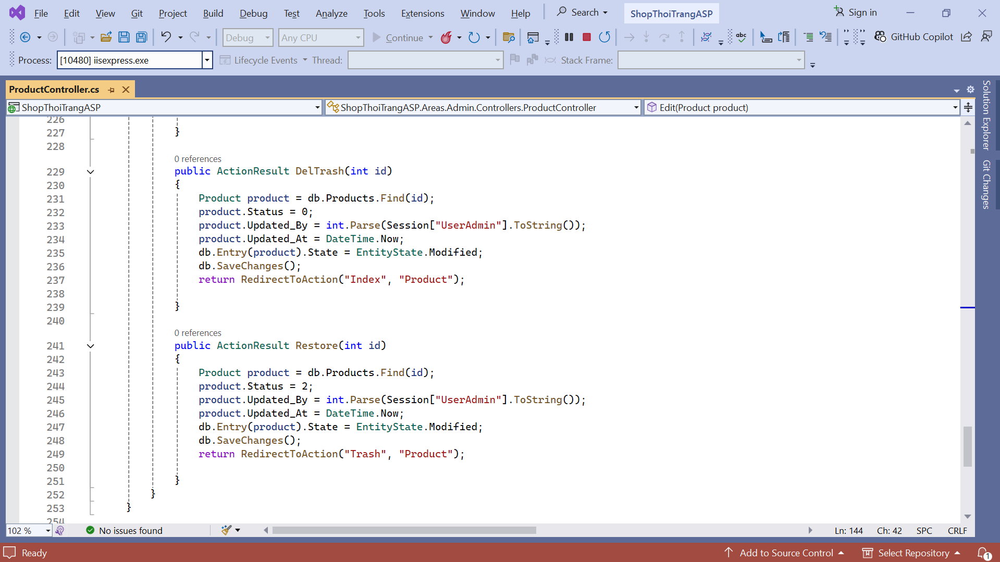 File Edit View Git Project Build Debug Test Analyze Tools Extensions Window Help Search ShopThoiTrangASP Sign in
Debug Any CPU Continue abc GitHub Copilot
Process: [10480] iisexpress.exe Lifecycle Events Thread: Stack Frame:
ProductController.cs
ShopThoiTrangASP ShopThoiTrangASP.Areas.Admin.Controllers.ProductController Edit(Product product)
Solution Explorer
Git Changes
226
227 }
228
0 references
229 public ActionResult DelTrash(int id)
230 {
231 Product product = db.Products.Find(id);
232 product.Status = 0;
233 product.Updated_By = int.Parse(Session["UserAdmin"].ToString());
234 product.Updated_At = DateTime.Now;
235 db.Entry(product).State = EntityState.Modified;
236 db.SaveChanges();
237 return RedirectToAction("Index", "Product");
238
239 }
240
0 references
241 public ActionResult Restore(int id)
242 {
243 Product product = db.Products.Find(id);
244 product.Status = 2;
245 product.Updated_By = int.Parse(Session["UserAdmin"].ToString());
246 product.Updated_At = DateTime.Now;
247 db.Entry(product).State = EntityState.Modified;
248 db.SaveChanges();
249 return RedirectToAction("Trash", "Product");
250
251 }
252 }
253 }
254
102 % No issues found Ln: 144 Ch: 42 SPC CRLF
Ready Add to Source Control Select Repository 1